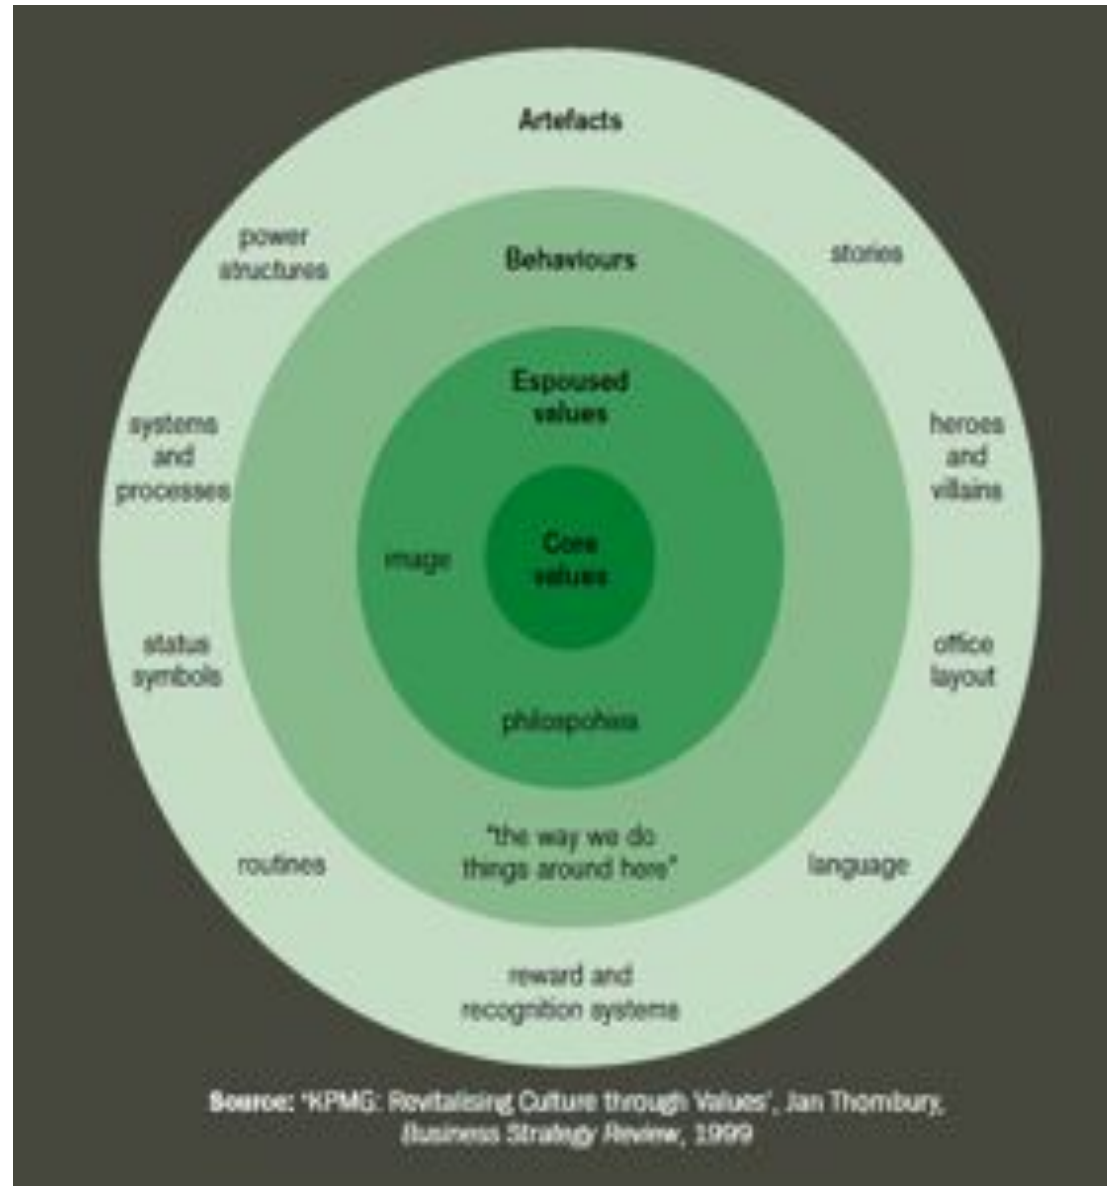 Artefacts
power
structures
stories
Behaviours
Espoused
values
systems
and
processes
heroes
and
villains
image
Core
values
status
symbols
office
layout
philospohies
"the way we do
things around here"
routines
language
reward and
recognition systems
Source: 'KPMG: Revitalising Culture through Values', Jan Thornbury,
Business Strategy Review, 1999